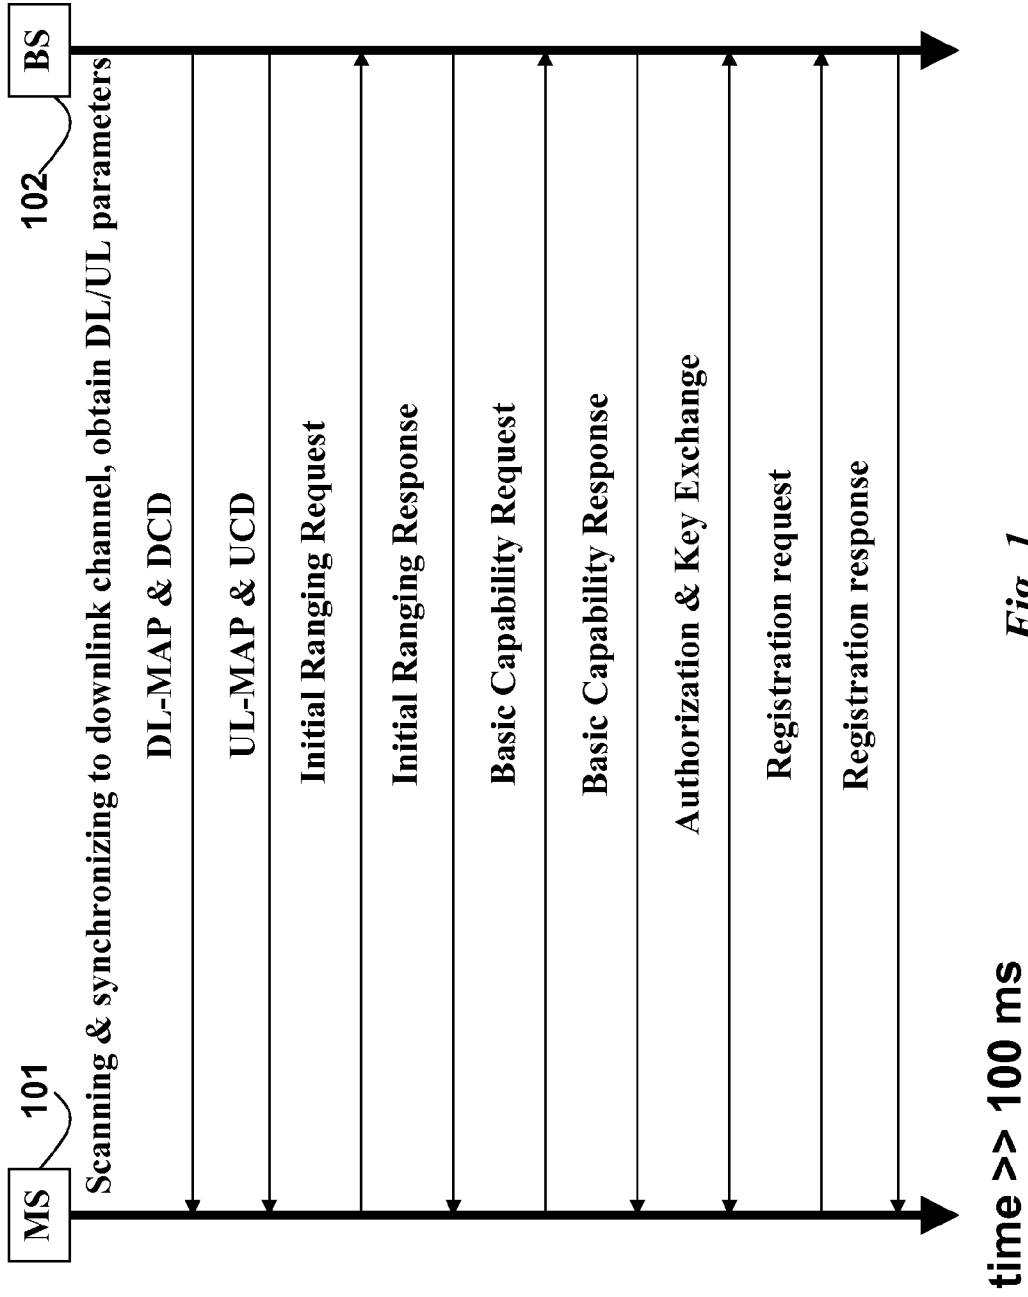 MS
101
102
BS
Scanning & synchronizing to downlink channel, obtain DL/UL parameters
DL-MAP & DCD
UL-MAP & UCD
Initial Ranging Request
Initial Ranging Response
Basic Capability Request
Basic Capability Response
Authorization & Key Exchange
Registration request
Registration response
time >> 100 ms
Fig. 1